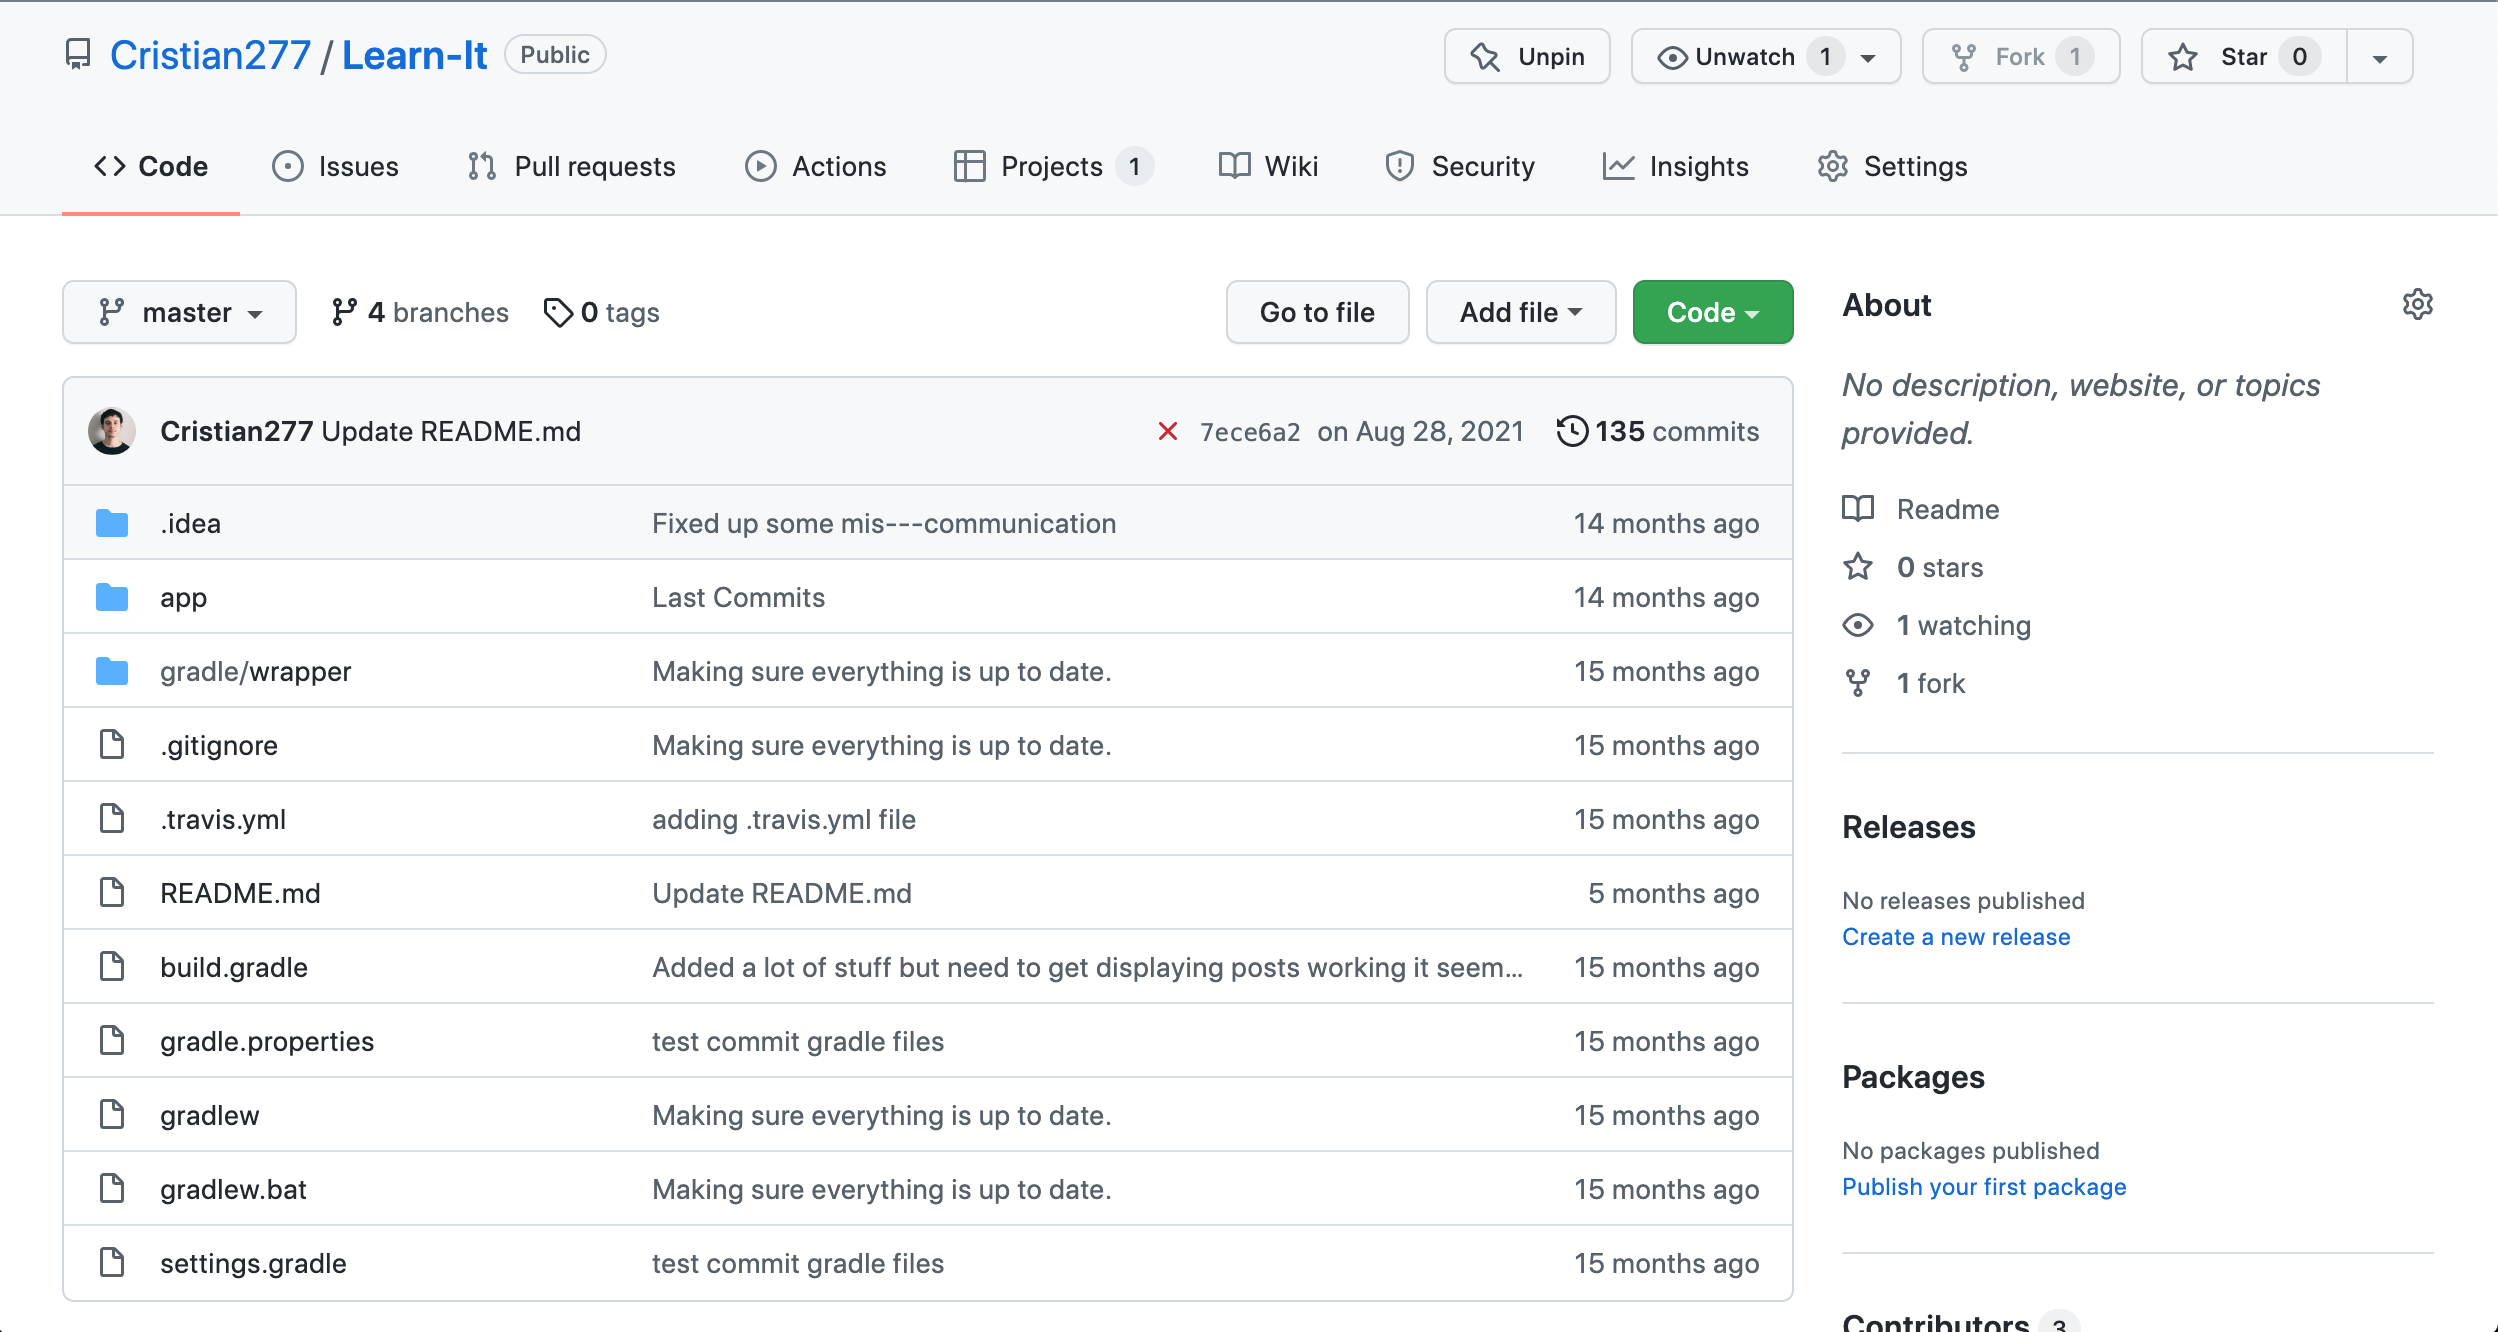 Cristian277 / Learn-It Public
Unpin Unwatch 1 Fork 1 Star 0
Code Issues Pull requests Actions Projects 1 Wiki Security Insights Settings
master 4 branches 0 tags Go to file Add file Code
Cristian277 Update README.md 7ece6a2 on Aug 28, 2021 135 commits
.idea Fixed up some mis---communication 14 months ago
app Last Commits 14 months ago
gradle/wrapper Making sure everything is up to date. 15 months ago
.gitignore Making sure everything is up to date. 15 months ago
.travis.yml adding .travis.yml file 15 months ago
README.md Update README.md 5 months ago
build.gradle Added a lot of stuff but need to get displaying posts working it seem... 15 months ago
gradle.properties test commit gradle files 15 months ago
gradlew Making sure everything is up to date. 15 months ago
gradlew.bat Making sure everything is up to date. 15 months ago
settings.gradle test commit gradle files 15 months ago
About
No description, website, or topics
provided.
Readme
0 stars
1 watching
1 fork
Releases
No releases published
Create a new release
Packages
No packages published
Publish your first package
Contributors 3